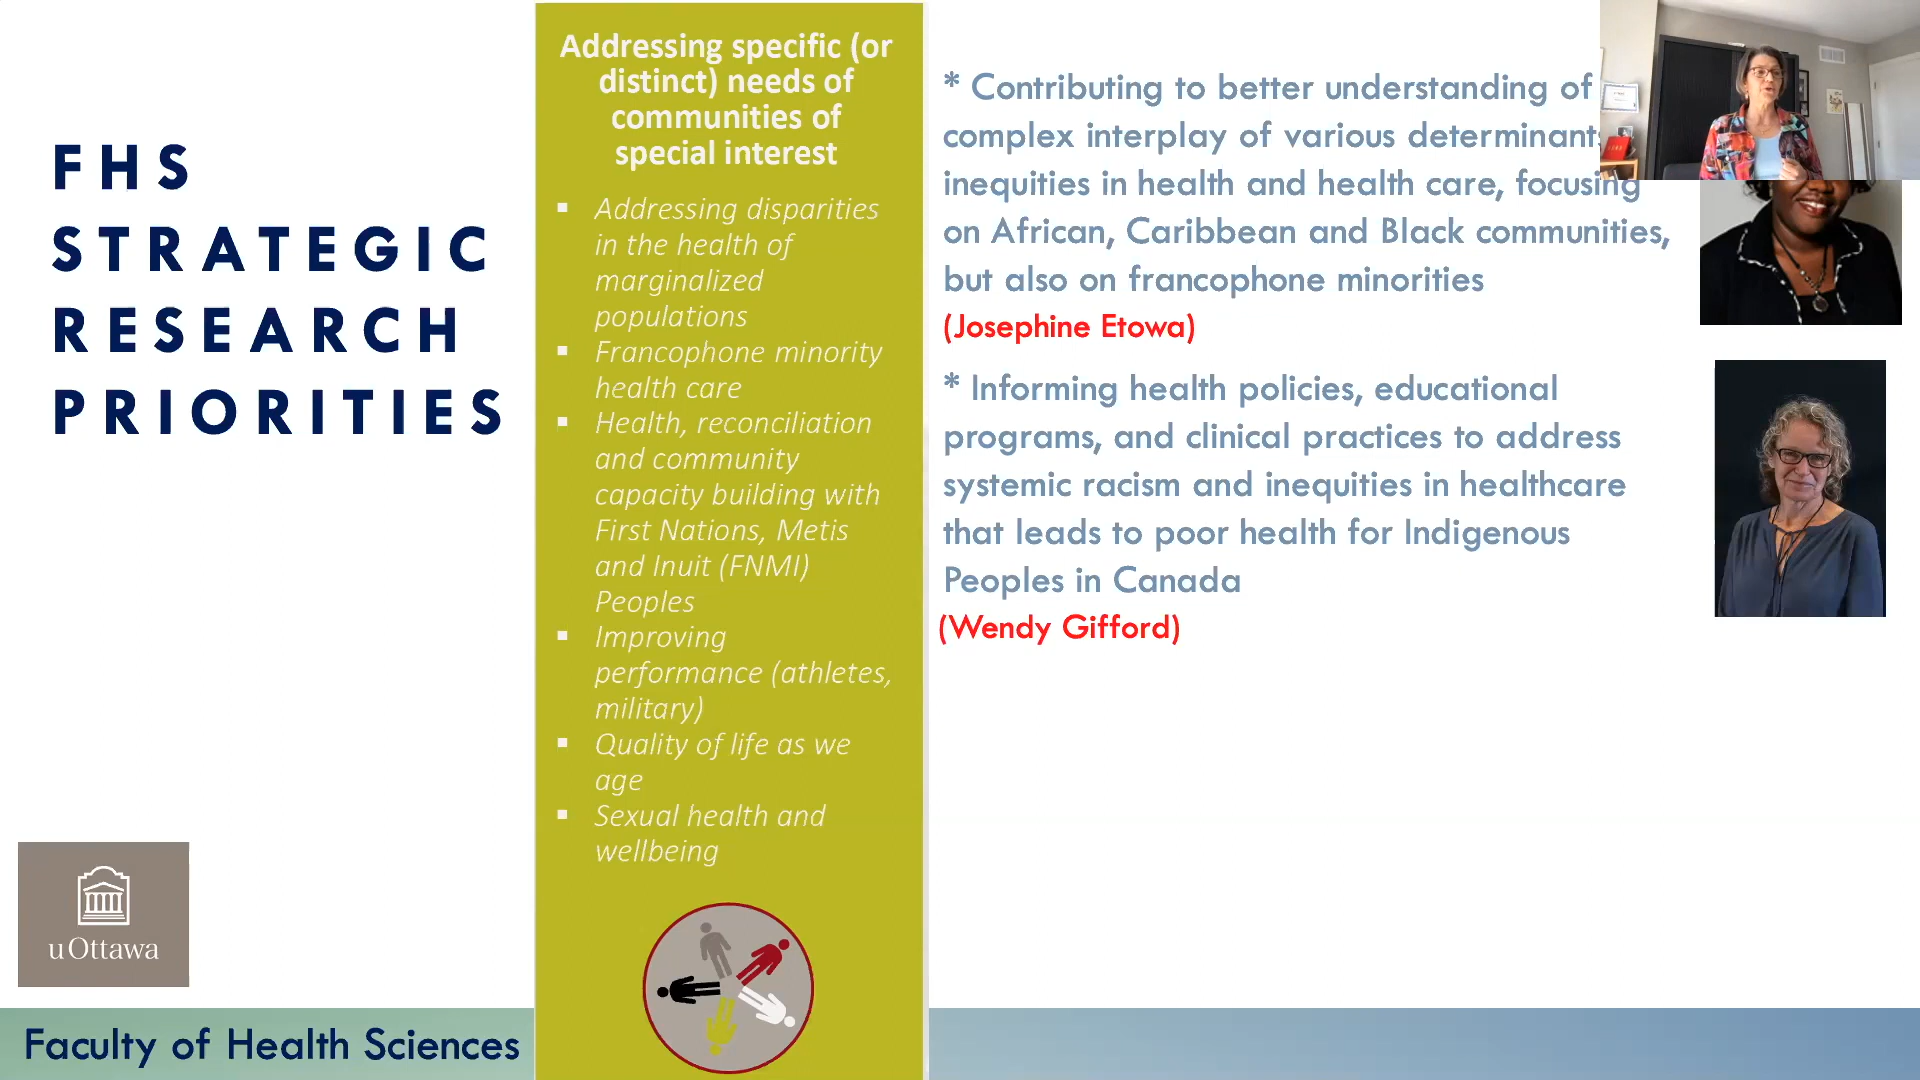 FHS
STRATEGIC
RESEARCH
PRIORITIES
uOttawa
Faculty of Health Sciences
Addressing specific (or
distinct) needs of
communities of
special interest
▪ Addressing disparities
in the health of
marginalized
populations
▪ Francophone minority
health care
▪ Health, reconciliation
and community
capacity building with
First Nations, Metis
and Inuit (FNMI)
Peoples
▪ Improving
performance (athletes,
military)
▪ Quality of life as we
age
▪ Sexual health and
wellbeing
* Contributing to better understanding of
complex interplay of various determinants
inequities in health and health care, focusing
on African, Caribbean and Black communities,
but also on francophone minorities
(Josephine Etowa)
* Informing health policies, educational
programs, and clinical practices to address
systemic racism and inequities in healthcare
that leads to poor health for Indigenous
Peoples in Canada
(Wendy Gifford)